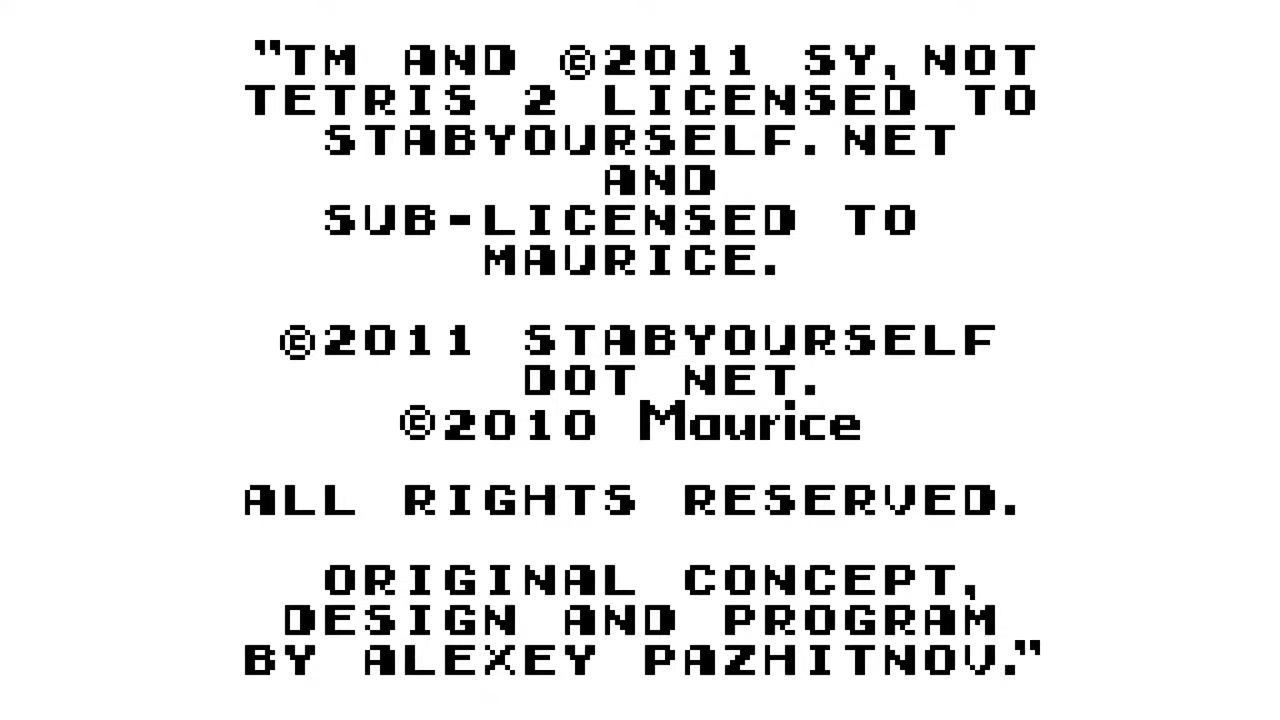 "TM AND ©2011 SY, NOT
TETRIS 2 LICENSED TO
STABYOURSELF.NET
AND
SUB-LICENSED TO
MAURICE.
©2011 STABYOURSELF
DOT NET.
©2010 Maurice
ALL RIGHTS RESERVED.
ORIGINAL CONCEPT,
DESIGN AND PROGRAM
BY ALEXEY PAZHITNOV."